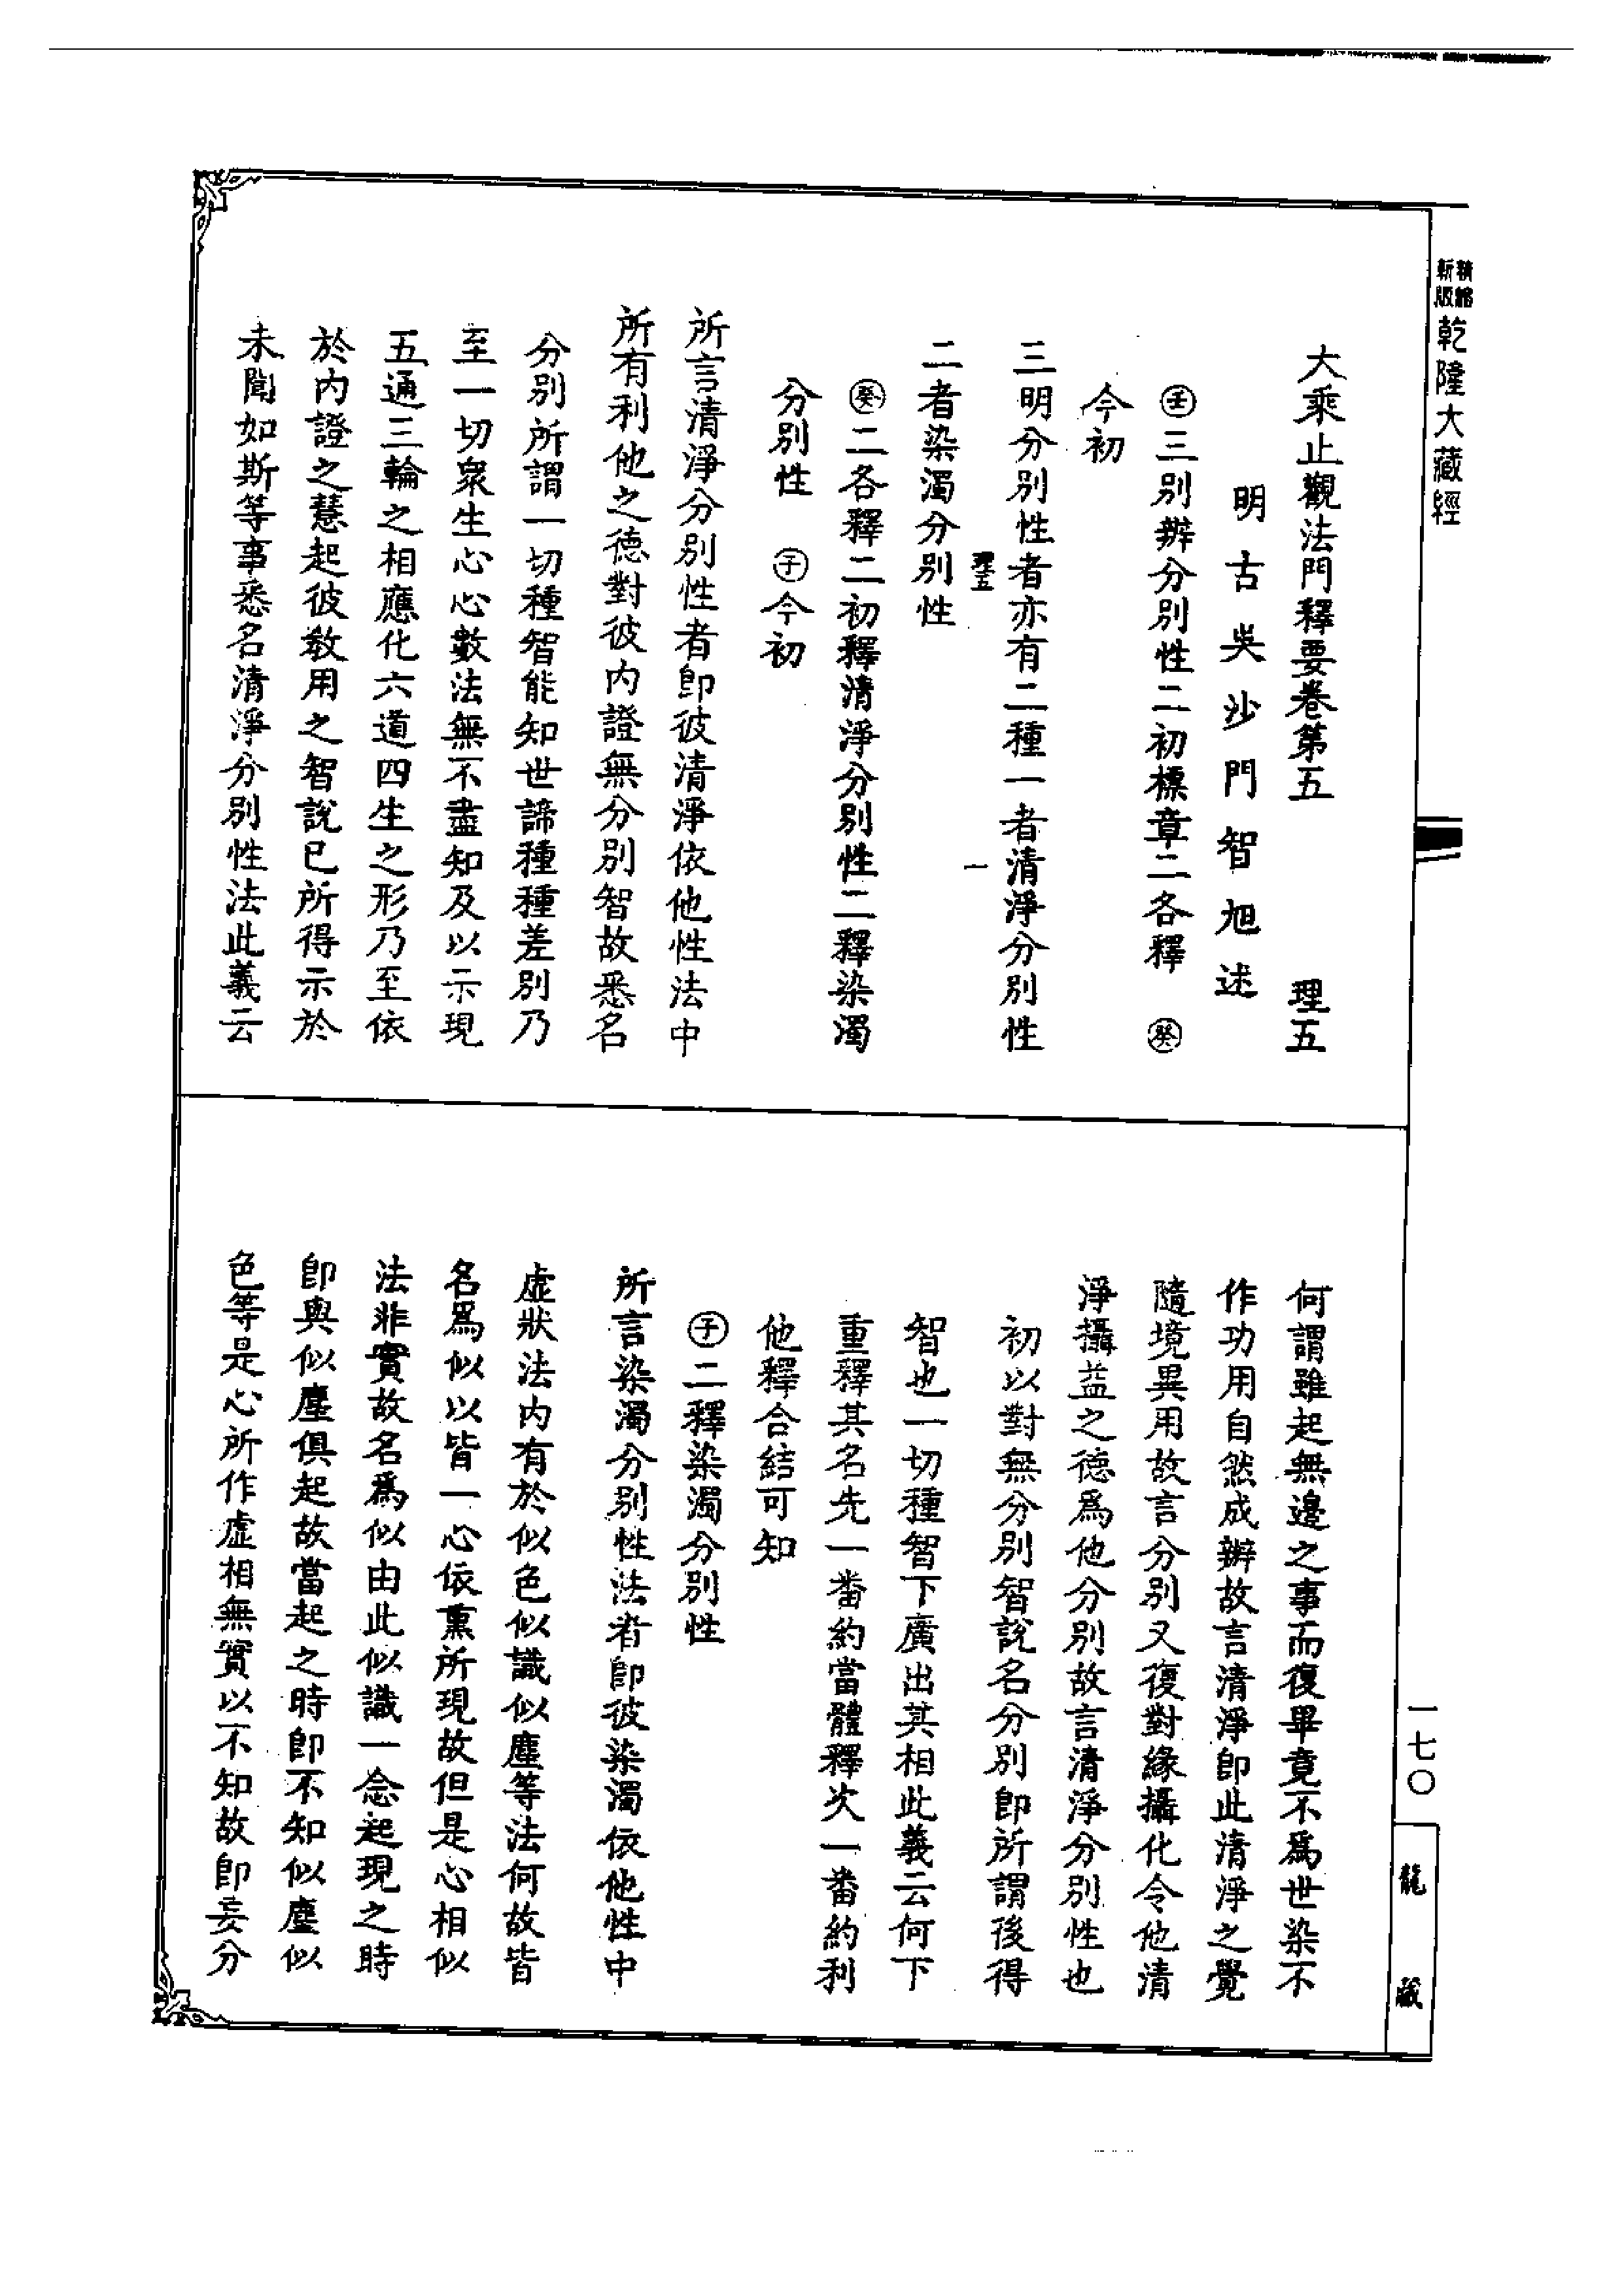 精縮新版乾隆大藏經
大乘止觀法門釋要卷第五 理五
明古吳沙門智旭述
㊛三別辨分別性二初標章二各釋 癸
今初
三明分別性者亦有二種一者清淨分別性
理五 一
二者染濁分別性
癸二各釋二初釋清淨分別性二釋染濁
分別性 子今初
所言清淨分別性者卽彼清淨依他性法中
所有利他之德對彼內證無分別智故悉名
分別所謂一切種智能知世諦種種差別乃
至一切衆生心心數法無不盡知及以示現
五通三輪之相應化六道四生之形乃至依
於內證之慧起彼敎用之智說已所得示於
未聞如斯等事悉名清淨分別性法此義云
何謂雖起無邊之事而復畢竟不爲世染不
作功用自然成辦故言清淨卽此清淨之覺
隨境異用故言分別又復對緣攝化令他清
淨攝益之德爲他分別故言清淨分別性也
初以對無分別智說名分別卽所謂後得
智也一切種智下廣出其相此義云何下
重釋其名先一番約當體釋次一番約利
他釋合結可知
子二釋染濁分別性
所言染濁分別性法者卽彼染濁依他性中
虛狀法內有於似色似識似塵等法何故皆
名爲似以皆一心依熏所現故但是心相似
法非實故名爲似由此似識一念起現之時
卽與似塵俱起故當起之時卽不知似塵似
色等是心所作虛相無實以不知故卽妄分
一七〇
龍藏